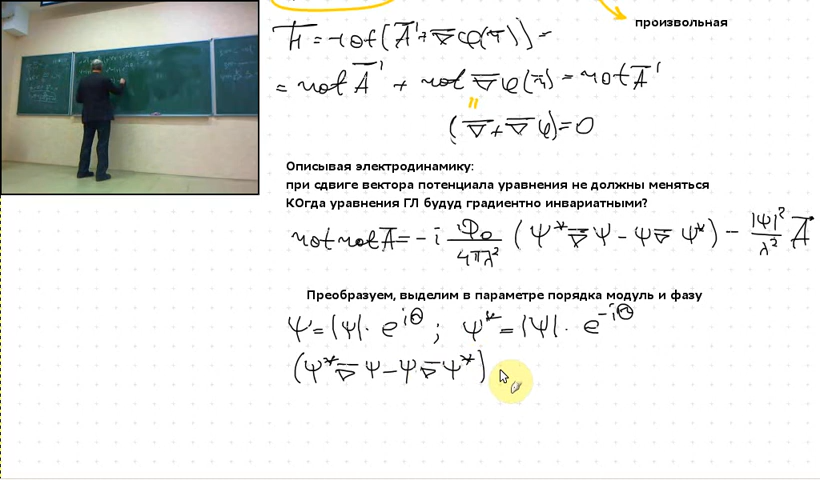 произвольная
H̄ = rot(Ā' + ∇̄φ(r̄)) =
= rot Ā' + rot ∇̄φ(r̄) = rot Ā'
"
(∇̄ + ∇̄φ) = 0
Описывая электродинамику:
при сдвиге вектора потенциала уравнения не должны меняться
КОгда уравнения ГЛ будуд градиентно инвариатными?
rot rot Ā = - i Φ₀/4πλ² (Ψ* ∇̄ Ψ - Ψ ∇̄ Ψ*) - |Ψ|²/λ² Ā
Преобразуем, выделим в параметре порядка модуль и фазу
Ψ = |Ψ| · e^{iΘ} ; Ψ* = |Ψ| · e^{-iΘ}
(Ψ* ∇̄ Ψ - Ψ ∇̄ Ψ*)